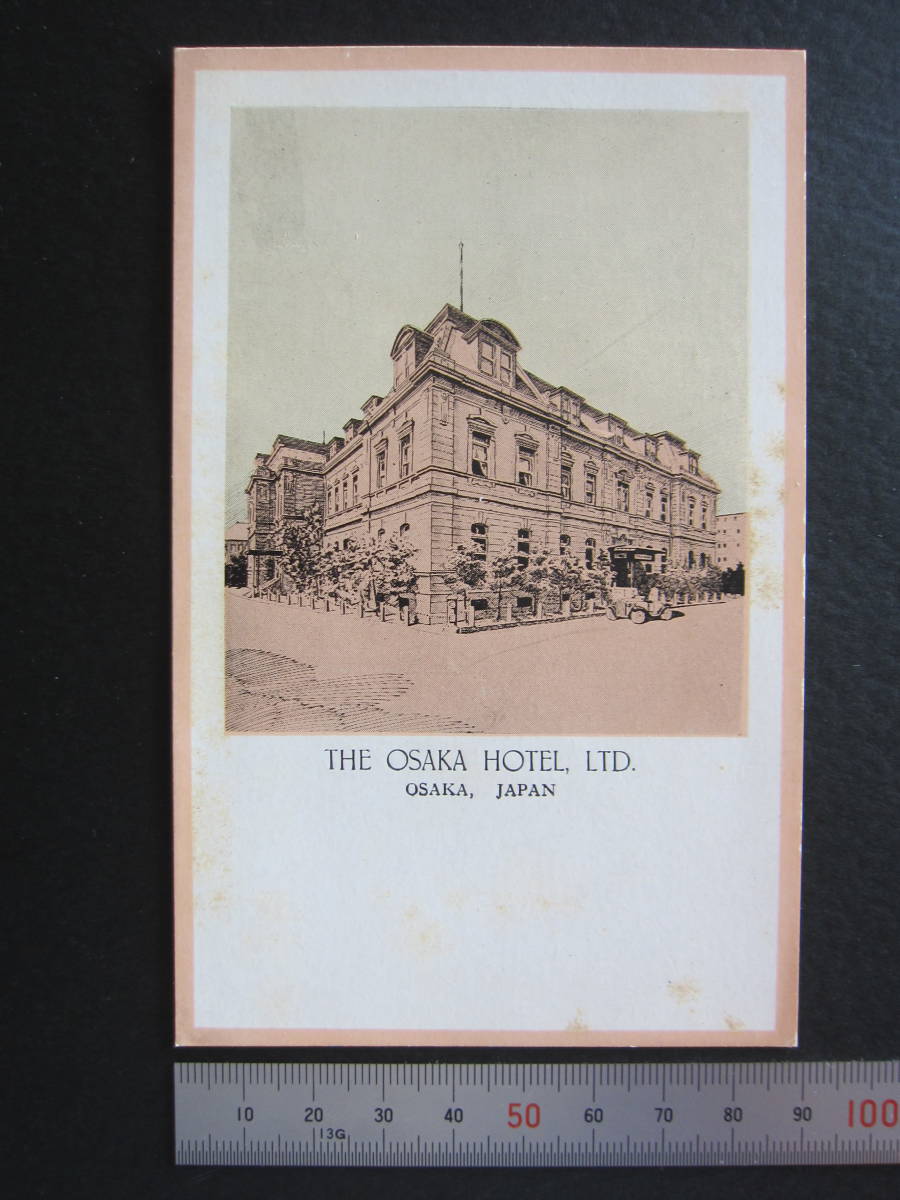 THE OSAKA HOTEL, LTD.
OSAKA, JAPAN
10 20 30 40 50 60 70 80 90 100
13G